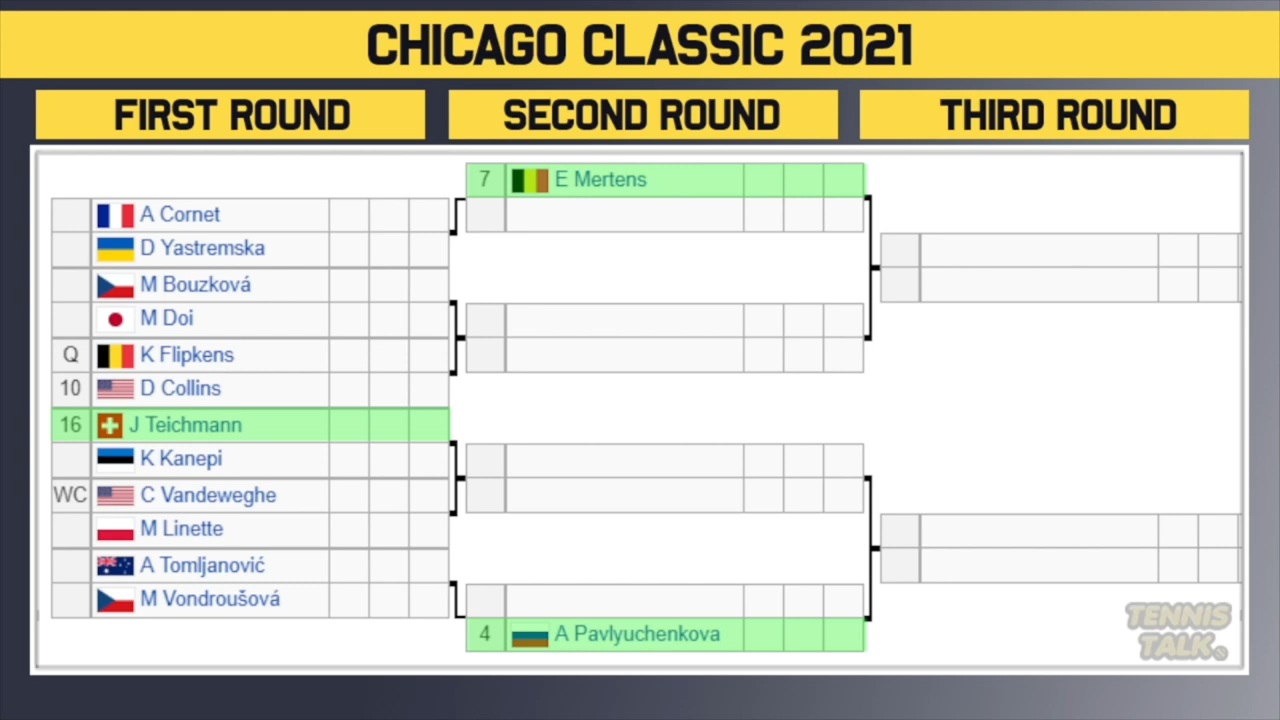 CHICAGO CLASSIC 2021
FIRST ROUND
SECOND ROUND
THIRD ROUND
7 E Mertens
A Cornet
D Yastremska
M Bouzková
M Doi
Q K Flipkens
10 D Collins
16 J Teichmann
K Kanepi
WC C Vandeweghe
M Linette
A Tomljanović
M Vondroušová
4 A Pavlyuchenkova
TENNIS
TALK